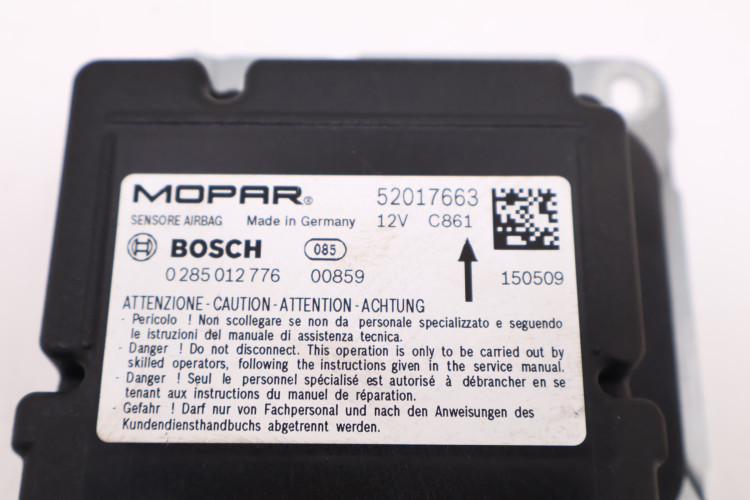 MOPAR® 52017663
SENSORE AIRBAG Made in Germany 12V C861
BOSCH 085
0 285 012 776 00859 150509
ATTENZIONE - CAUTION - ATTENTION - ACHTUNG
- Pericolo ! Non scollegare se non da personale specializzato e seguendo
le istruzioni del manuale di assistenza tecnica.
- Danger ! Do not disconnect. This operation is only to be carried out by
skilled operators, following the instructions given in the service manual.
- Danger ! Seul le personnel spécialisé est autorisé à débrancher en se
tenant aux instructions du manuel de réparation.
- Gefahr ! Darf nur von Fachpersonal und nach den Anweisungen des
Kundendiensthandbuchs abgetrennt werden.